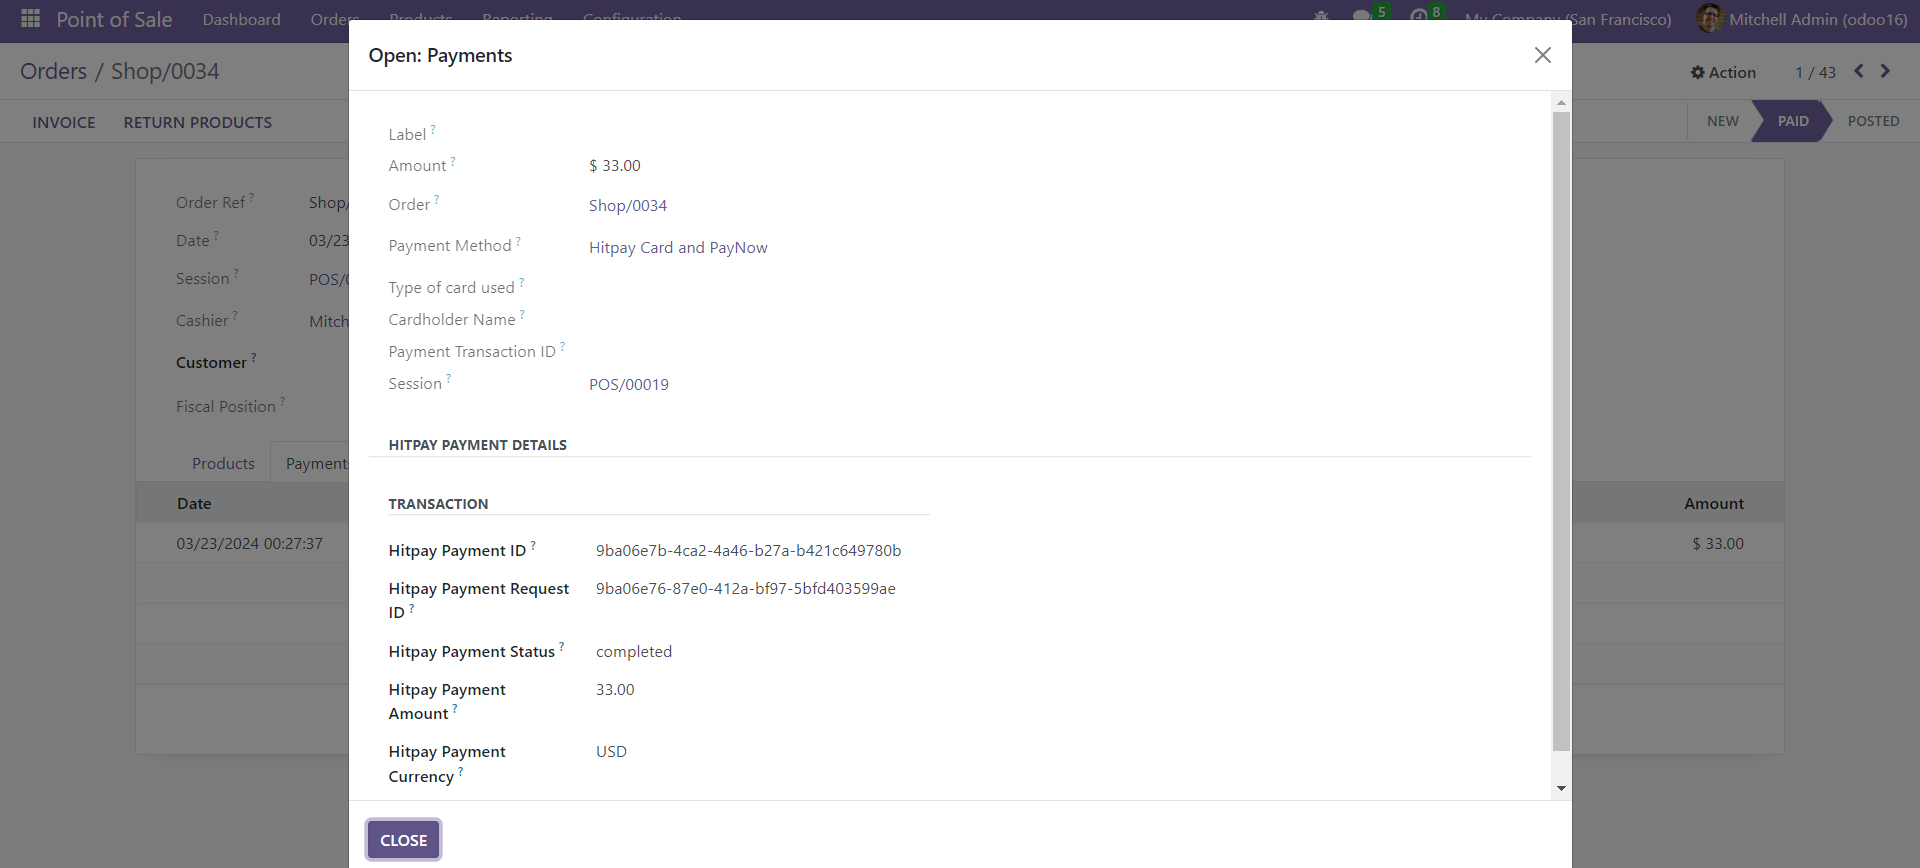 Point of Sale Dashboard Orders Products Reporting Configuration 5 8 My Company (San Francisco) Mitchell Admin (odoo16)
Orders / Shop/0034
Action 1 / 43
INVOICE RETURN PRODUCTS
NEW PAID POSTED
Order Ref ? Shop/
Date ? 03/23
Session ? POS/0
Cashier ? Mitch
Customer ?
Fiscal Position ?
Products Payment
Date Amount
03/23/2024 00:27:37 $ 33.00
Open: Payments
Label ?
Amount ? $ 33.00
Order ? Shop/0034
Payment Method ? Hitpay Card and PayNow
Type of card used ?
Cardholder Name ?
Payment Transaction ID ?
Session ? POS/00019
HITPAY PAYMENT DETAILS
TRANSACTION
Hitpay Payment ID ? 9ba06e7b-4ca2-4a46-b27a-b421c649780b
Hitpay Payment Request 9ba06e76-87e0-412a-bf97-5bfd403599ae
ID ?
Hitpay Payment Status ? completed
Hitpay Payment 33.00
Amount ?
Hitpay Payment USD
Currency ?
CLOSE